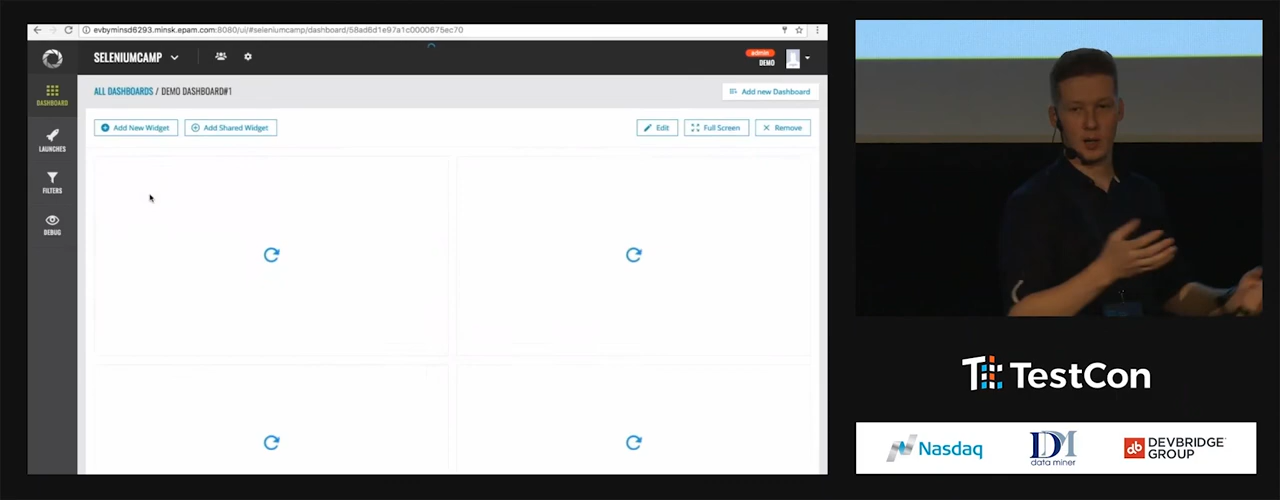 evbyminsd6293.minsk.epam.com:8080/ui/#seleniumcamp/dashboard/58ad6d1e97a1c0000675ec70
SELENIUMCAMP
admin
DEMO
DASHBOARD
LAUNCHES
FILTERS
DEBUG
ALL DASHBOARDS / DEMO DASHBOARD#1
Add new Dashboard
Add New Widget
Add Shared Widget
Edit
Full Screen
Remove
TestCon
Nasdaq
DM
data miner
db
DEVBRIDGE
GROUP